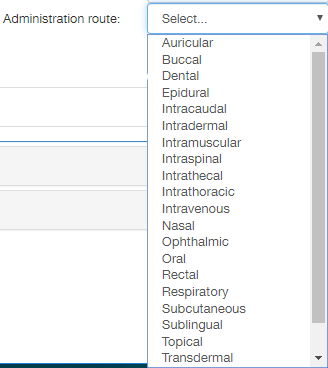 Administration route:
Select...
Auricular
Buccal
Dental
Epidural
Intracaudal
Intradermal
Intramuscular
Intraspinal
Intrathecal
Intrathoracic
Intravenous
Nasal
Ophthalmic
Oral
Rectal
Respiratory
Subcutaneous
Sublingual
Topical
Transdermal